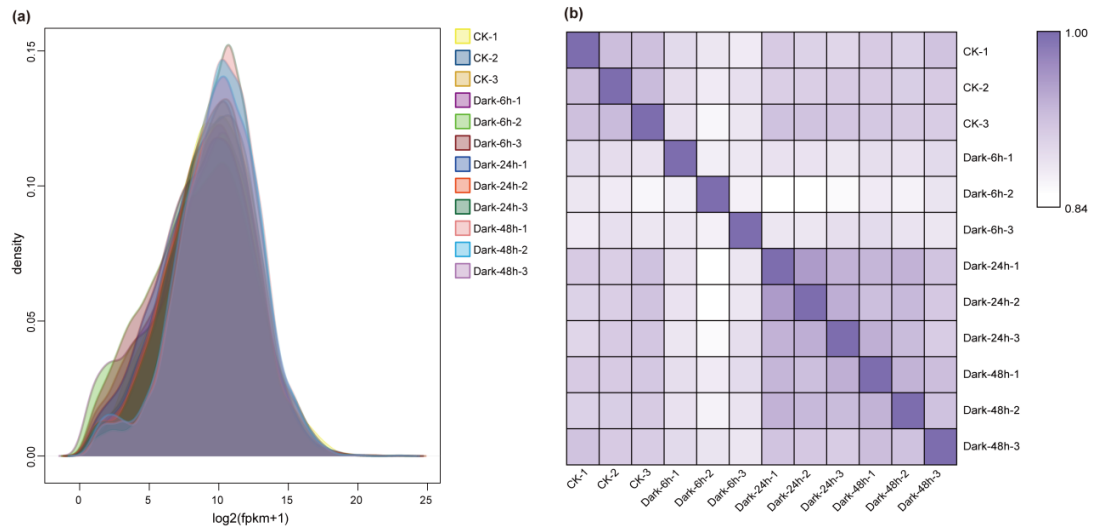 (a)
density
0.00
0.05
0.10
0.15
0
5
10
15
20
25
log2(fpkm+1)
CK-1
CK-2
CK-3
Dark-6h-1
Dark-6h-2
Dark-6h-3
Dark-24h-1
Dark-24h-2
Dark-24h-3
Dark-48h-1
Dark-48h-2
Dark-48h-3
(b)
CK-1
CK-2
CK-3
Dark-6h-1
Dark-6h-2
Dark-6h-3
Dark-24h-1
Dark-24h-2
Dark-24h-3
Dark-48h-1
Dark-48h-2
Dark-48h-3
CK-1
CK-2
CK-3
Dark-6h-1
Dark-6h-2
Dark-6h-3
Dark-24h-1
Dark-24h-2
Dark-24h-3
Dark-48h-1
Dark-48h-2
Dark-48h-3
1.00
0.84